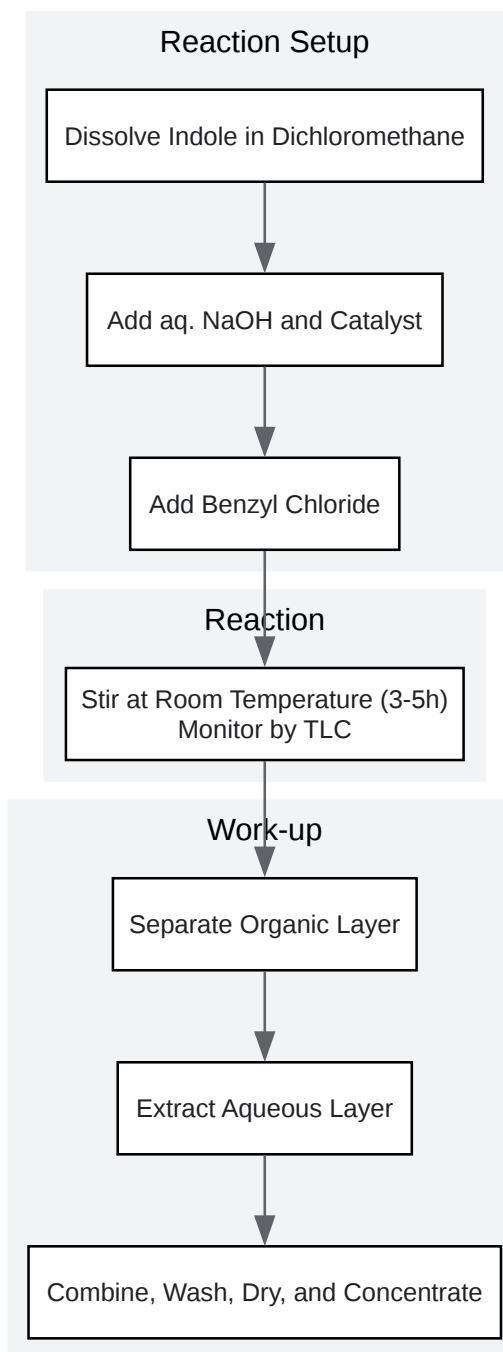 Reaction Setup
Dissolve Indole in Dichloromethane
Add aq. NaOH and Catalyst
Add Benzyl Chloride
Reaction
Stir at Room Temperature (3-5h)
Monitor by TLC
Work-up
Separate Organic Layer
Extract Aqueous Layer
Combine, Wash, Dry, and Concentrate